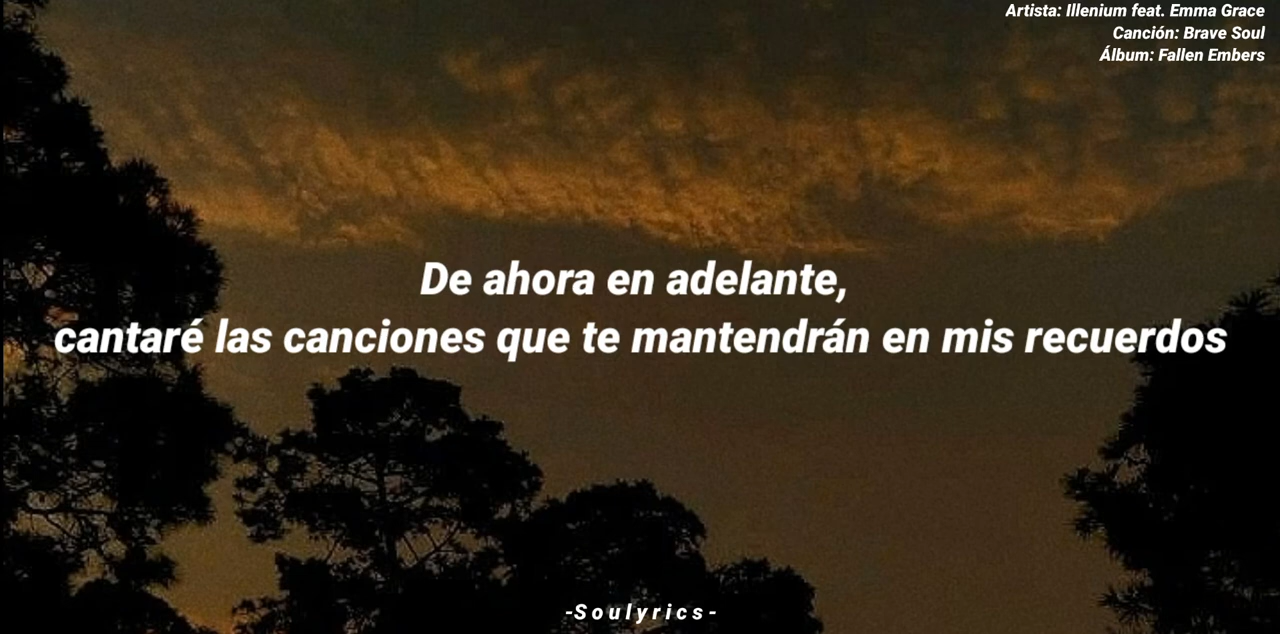 Artista: Illenium feat. Emma Grace
Canción: Brave Soul
Álbum: Fallen Embers
De ahora en adelante,
cantaré las canciones que te mantendrán en mis recuerdos
-Soulyrics-